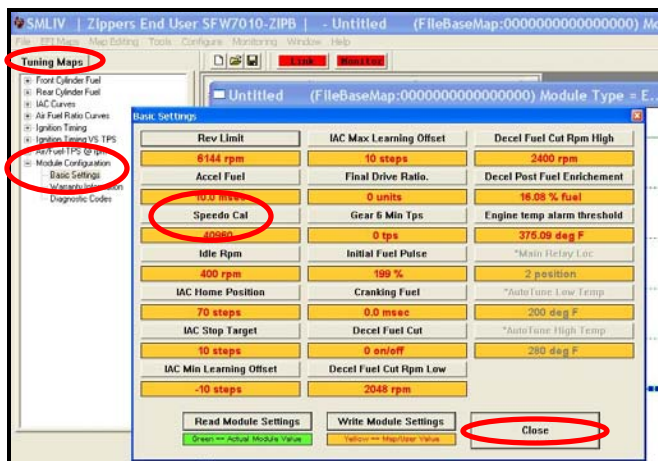 SMLIV | Zippers End User SFW7010-ZIPB | - Untitled (FileBaseMap:0000000000000000) Mo
File EFI Maps Map Editing Tools Configure Monitoring Window Help
Tuning Maps
Link Monitor
Front Cylinder Fuel
Rear Cylinder Fuel
IAC Curves
Air Fuel Ratio Curves
Ignition Timing
Ignition Timing VS TPS
Air/Fuel-TPS @ rpm
Module Configuration
Basic Settings
Warranty Information
Diagnostic Codes
Untitled (FileBaseMap:0000000000000000) Module Type = E...
Basic Settings
Rev Limit
6144 rpm
Accel Fuel
10.0 msec
Speedo Cal
40960
Idle Rpm
400 rpm
IAC Home Position
70 steps
IAC Stop Target
10 steps
IAC Min Learning Offset
-10 steps
IAC Max Learning Offset
10 steps
Final Drive Ratio.
0 units
Gear 6 Min Tps
0 tps
Initial Fuel Pulse
199 %
Cranking Fuel
0.0 msec
Decel Fuel Cut
0 on/off
Decel Fuel Cut Rpm Low
2048 rpm
Decel Fuel Cut Rpm High
2400 rpm
Decel Post Fuel Enrichement
16.08 % fuel
Engine temp alarm threshold
375.09 deg F
*Main Relay Loc
2 position
*AutoTune Low Temp
200 deg F
*AutoTune High Temp
280 deg F
Read Module Settings
Green == Actual Module Value
Write Module Settings
Yellow == Map/User Value
Close